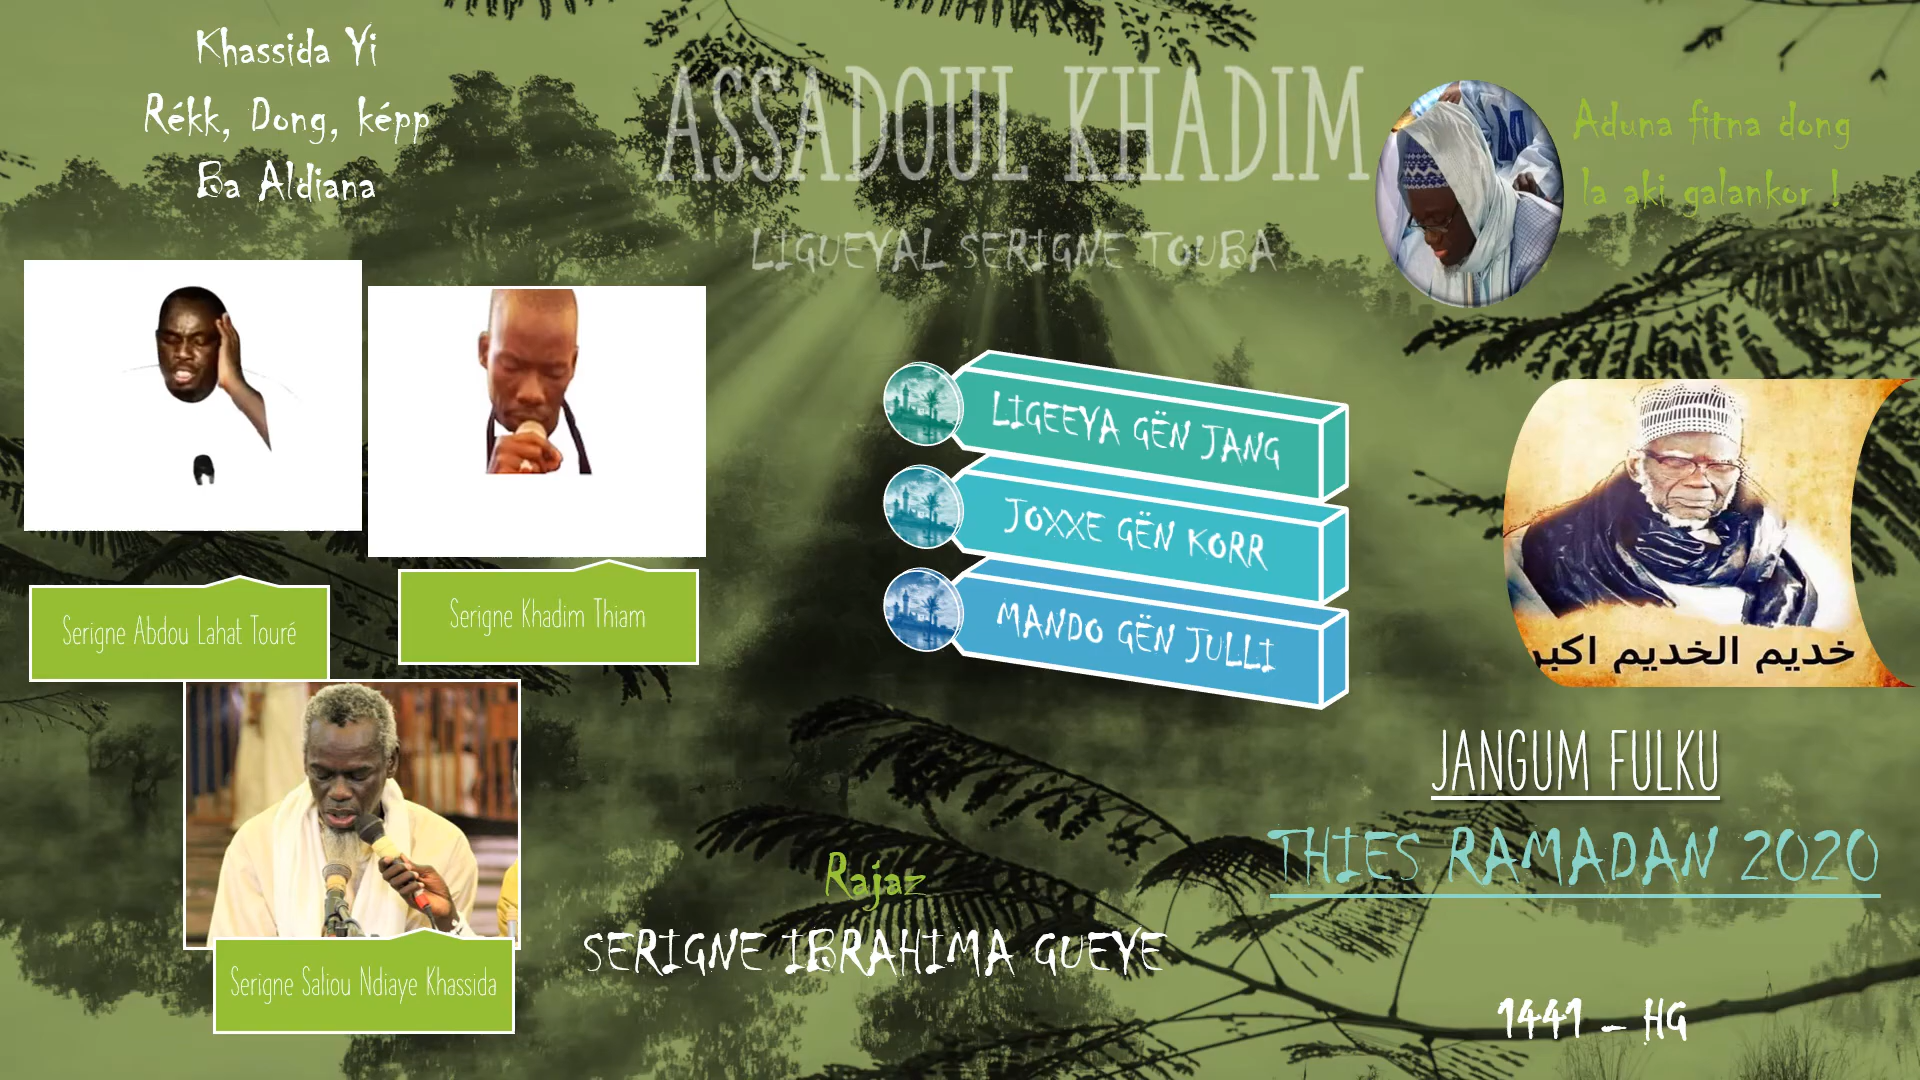 Khassida Yi
Rékk, Dong, képp
Ba Aldiana
ASSADOUL KHADIM
LIGUEYAL SERIGNE TOUBA
Aduna fitna dong
la aki galankor !
LIGEEYA GËN JANG
JOXXE GËN KORR
MANDO GËN JULLI
خديم الخديم اكبر
Serigne Abdou Lahat Touré
Serigne Khadim Thiam
Serigne Saliou Ndiaye Khassida
JANGUM FULKU
THIES RAMADAN 2020
Rajaz
SERIGNE IBRAHIMA GUEYE
1441 – HG